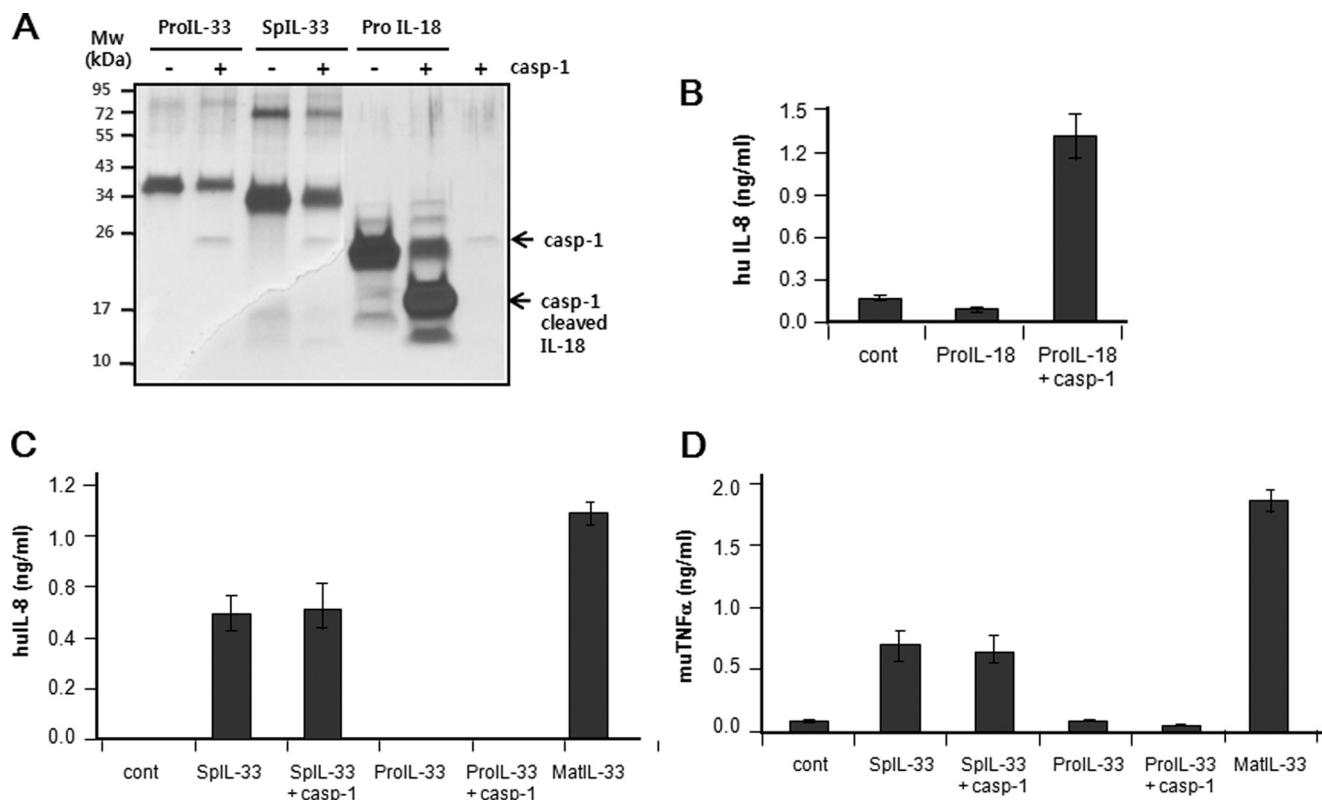 A
ProIL-33 SpIL-33 Pro IL-18
Mw
(kDa)
- + - + - + + casp-1
95
72
55
43
34
26
17
10
casp-1
casp-1
cleaved
IL-18
B
hu IL-8 (ng/ml)
1.5
1.2
0.9
0.6
0.3
0.0
cont ProIL-18 ProIL-18
+ casp-1
C
huIL-8 (ng/ml)
1.2
1.0
0.8
0.4
0.2
0.0
cont SpIL-33 SpIL-33 ProIL-33 ProIL-33 MatIL-33
+ casp-1 + casp-1
D
muTNFα (ng/ml)
2.0
1.5
1.0
0.5
0.0
cont SpIL-33 SpIL-33 ProIL-33 ProIL-33 MatIL-33
+ casp-1 + casp-1